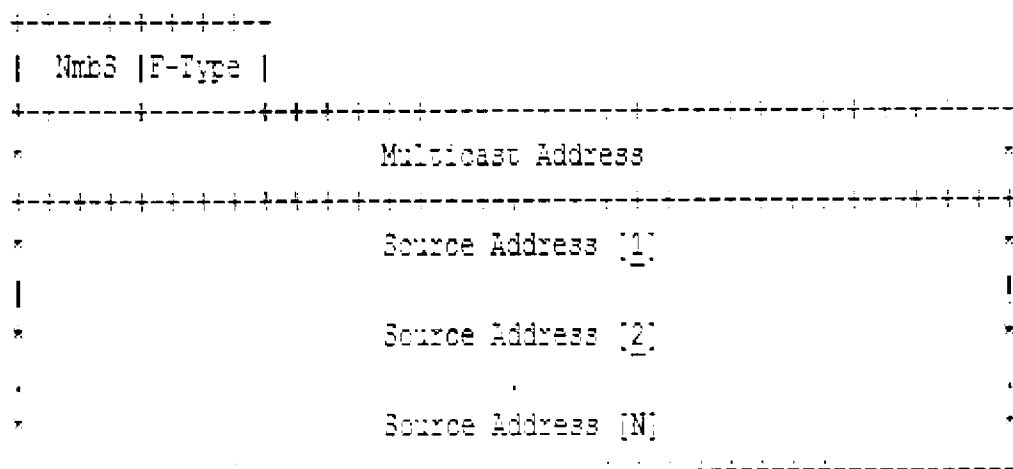 | NmbS |F-Type |
* Multicast Address *
* Source Address [1] *
| |
* Source Address [2] *
. . .
* Source Address [N] *